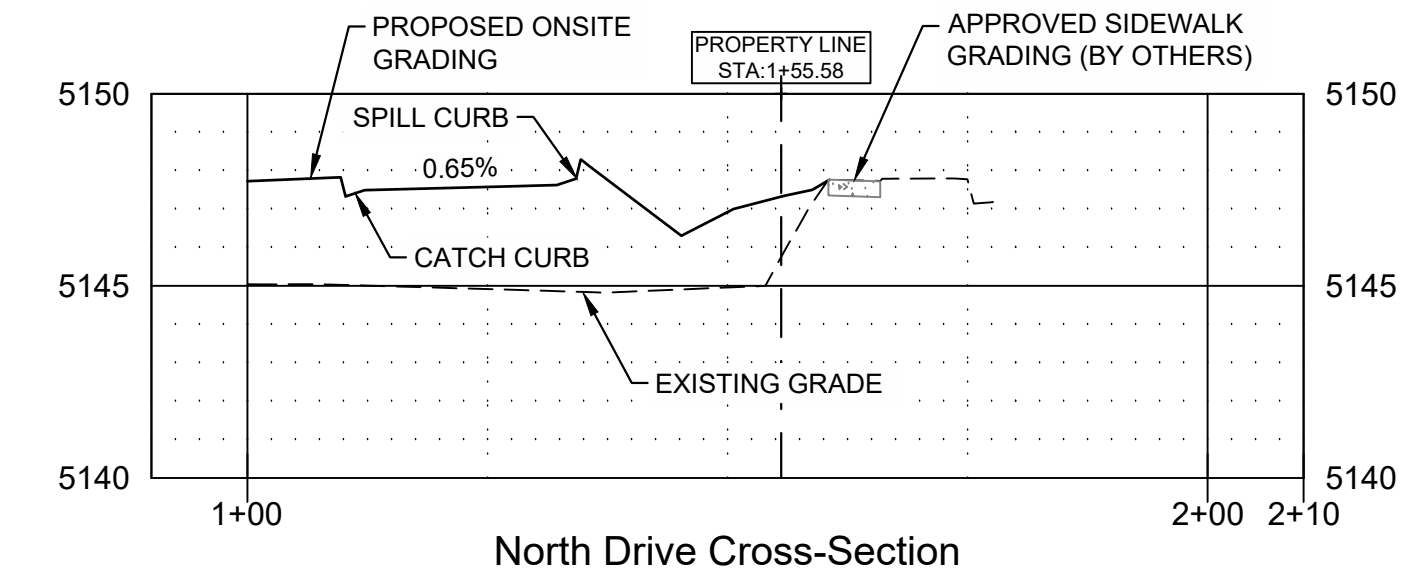 PROPOSED ONSITE
GRADING
PROPERTY LINE
STA:1+55.58
APPROVED SIDEWALK
GRADING (BY OTHERS)
5150
5150
SPILL CURB
0.65%
CATCH CURB
5145
5145
EXISTING GRADE
5140
5140
1+00
2+00
2+10
North Drive Cross-Section